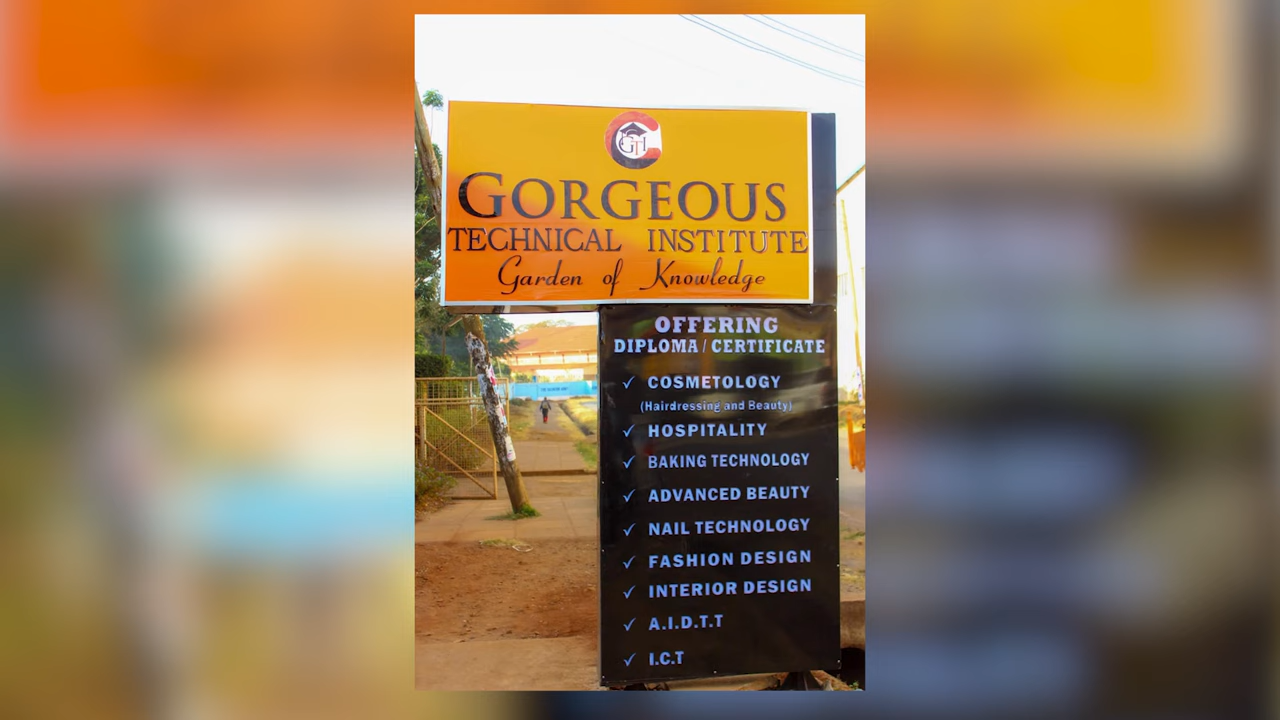 GTI
GORGEOUS
TECHNICAL INSTITUTE
Garden of Knowledge
OFFERING
DIPLOMA / CERTIFICATE
✓ COSMETOLOGY
(Hairdressing and Beauty)
✓ HOSPITALITY
✓ BAKING TECHNOLOGY
✓ ADVANCED BEAUTY
✓ NAIL TECHNOLOGY
✓ FASHION DESIGN
✓ INTERIOR DESIGN
✓ A.I.D.T.T
✓ I.C.T